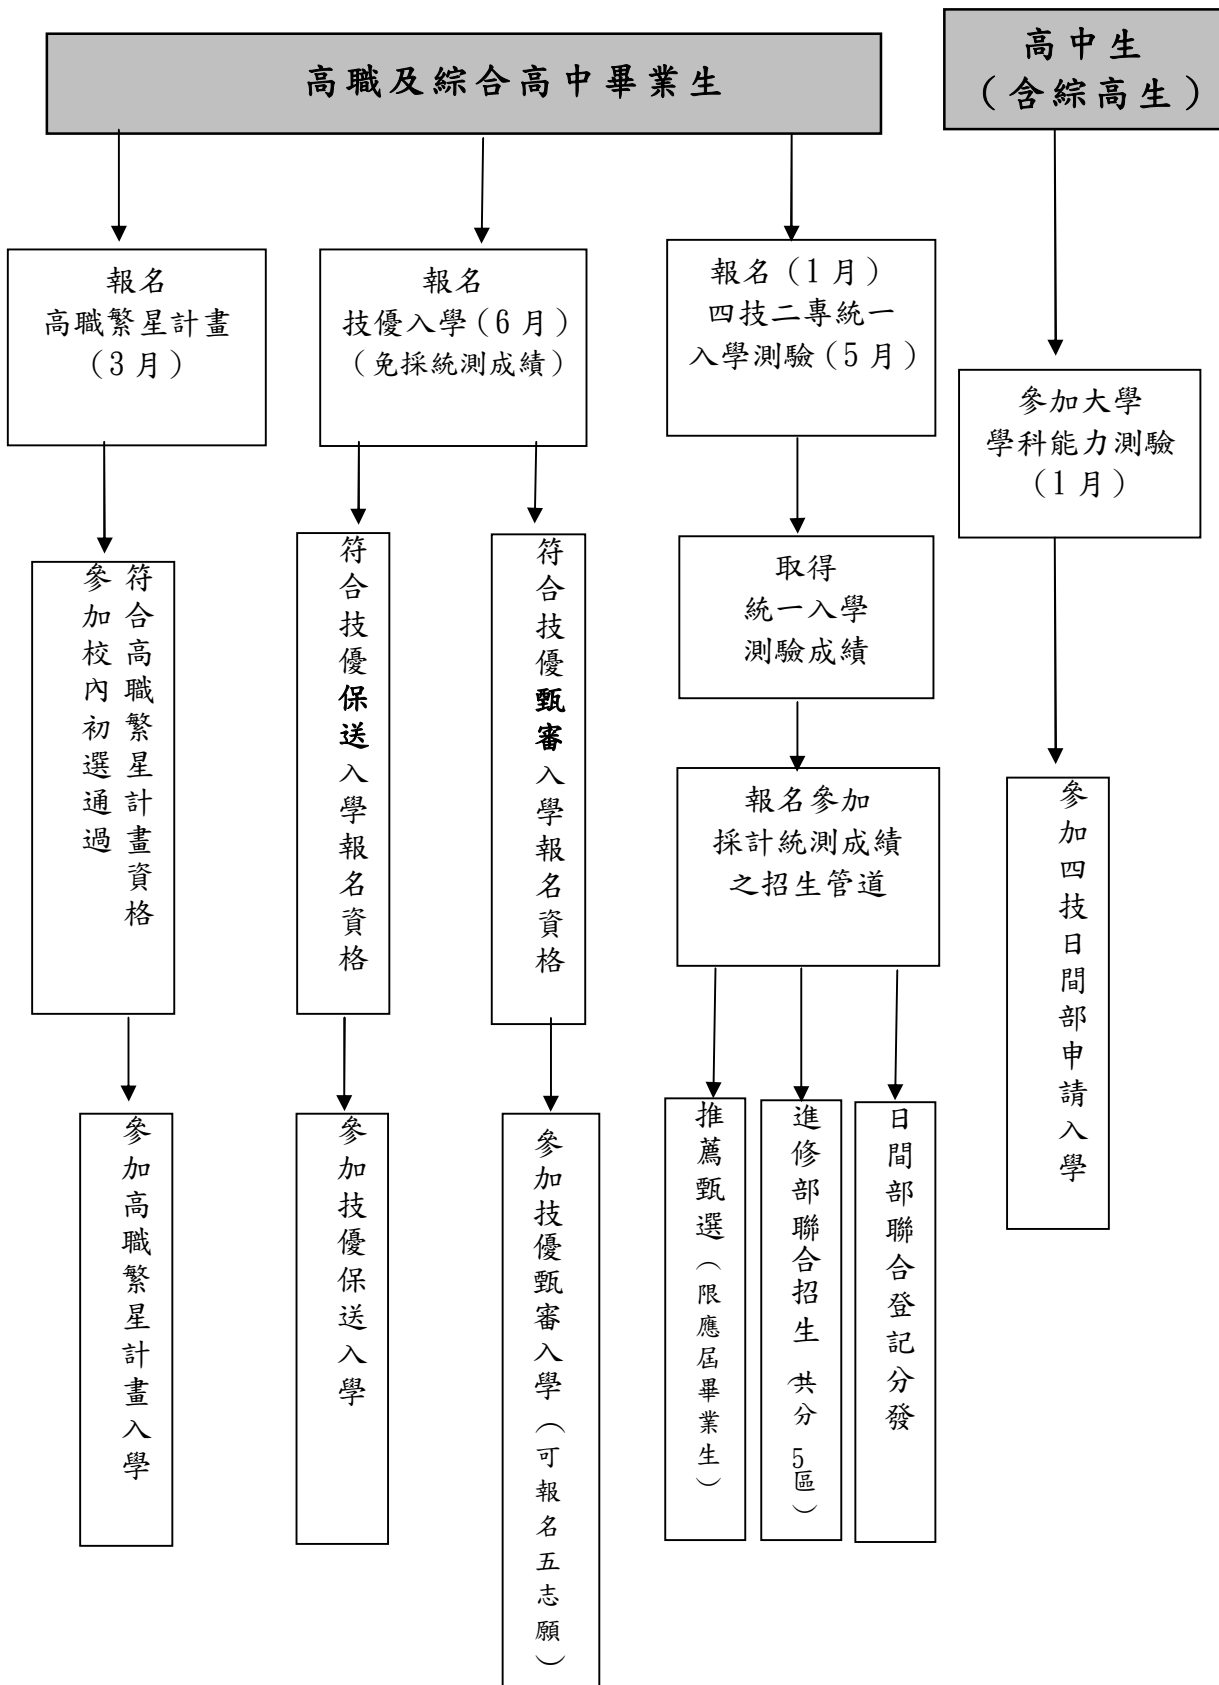 高職及綜合高中畢業生
高中生
（含綜高生）
報名
高職繁星計畫
（3 月）
報名
技優入學（6 月）
（免採統測成績）
報名（1 月）
四技二專統一
入學測驗（5 月）
參加大學
學科能力測驗
（1 月）
符合高職繁星計畫資格
參加校內初選通過
符合技優保送入學報名資格
符合技優甄審入學報名資格
取得
統一入學
測驗成績
報名參加
採計統測成績
之招生管道
參加四技日間部申請入學
參加高職繁星計畫入學
參加技優保送入學
參加技優甄審入學（可報名五志願）
推薦甄選（限應屆畢業生）
進修部聯合招生（共分 5區）
日間部聯合登記分發